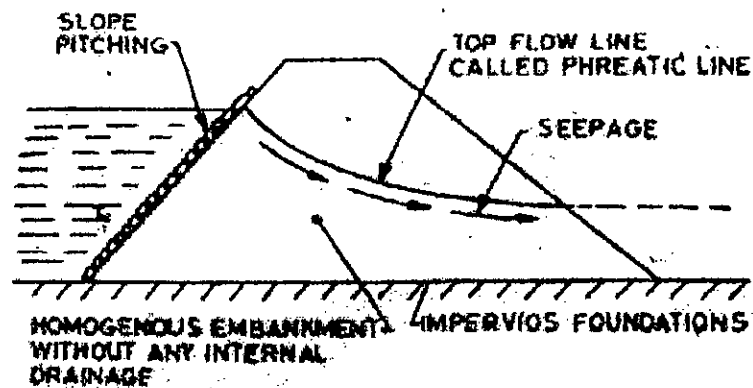 SLOPE
PITCHING
TOP FLOW LINE
CALLED PHREATIC LINE
SEEPAGE
HOMOGENOUS EMBANKMENT
WITHOUT ANY INTERNAL
DRAINAGE
IMPERVIOS FOUNDATIONS